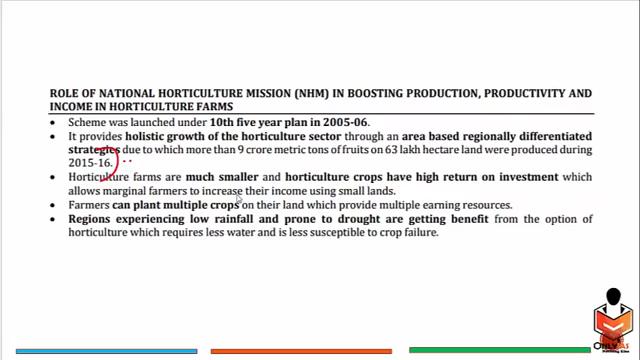 ROLE OF NATIONAL HORTICULTURE MISSION (NHM) IN BOOSTING PRODUCTION, PRODUCTIVITY AND
INCOME IN HORTICULTURE FARMS
• Scheme was launched under 10th five year plan in 2005-06.
• It provides holistic growth of the horticulture sector through an area based regionally differentiated
strategies due to which more than 9 crore metric tons of fruits on 63 lakh hectare land were produced during
2015-16.
• Horticulture farms are much smaller and horticulture crops have high return on investment which
allows marginal farmers to increase their income using small lands.
• Farmers can plant multiple crops on their land which provide multiple earning resources.
• Regions experiencing low rainfall and prone to drought are getting benefit from the option of
horticulture which requires less water and is less susceptible to crop failure.
ONLY IAS